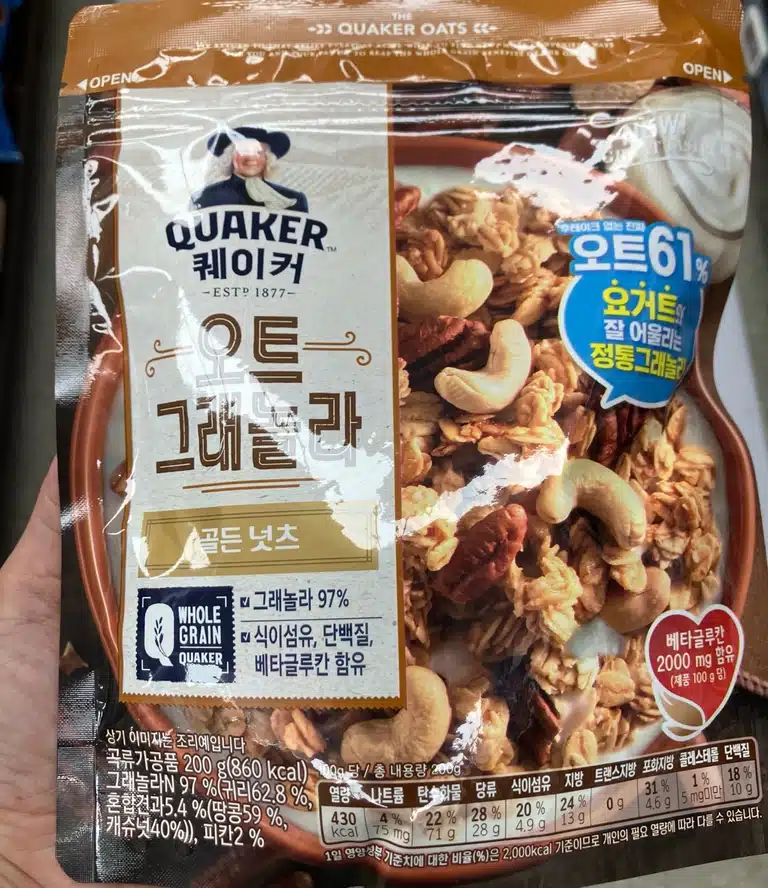 THE
QUAKER OATS
OPEN
OPEN
QUAKER™
퀘이커
ESTD 1877
오트
그래놀라
골든 넛츠
WHOLE
GRAIN
QUAKER
그래놀라 97%
식이섬유, 단백질,
베타글루칸 함유
후레이크 없는 진짜
오트61%
요거트와
잘 어울리는
정통그래놀라
베타글루칸
2000 mg 함유
(제품 100 g 당)
상기 이미지는 조리예입니다
곡류가공품 200 g(860 kcal)
그래놀라N 97 %(귀리62.8 %,
혼합견과5.4 %(땅콩59 %,
캐슈넛40%)), 피칸2 %
100g 당 / 총 내용량 200g
열량 나트륨 탄수화물 당류 식이섬유 지방 트랜스지방 포화지방 콜레스테롤 단백질
430 kcal 4 % 75 mg 22 % 71 g 28 % 28 g 20 % 4.9 g 24 % 13 g 0 g 31 % 4.6 g 1 % 5 mg미만 18 % 10 g
1일 영양성분 기준치에 대한 비율(%)은 2,000kcal 기준이므로 개인의 필요 열량에 따라 다를 수 있습니다.